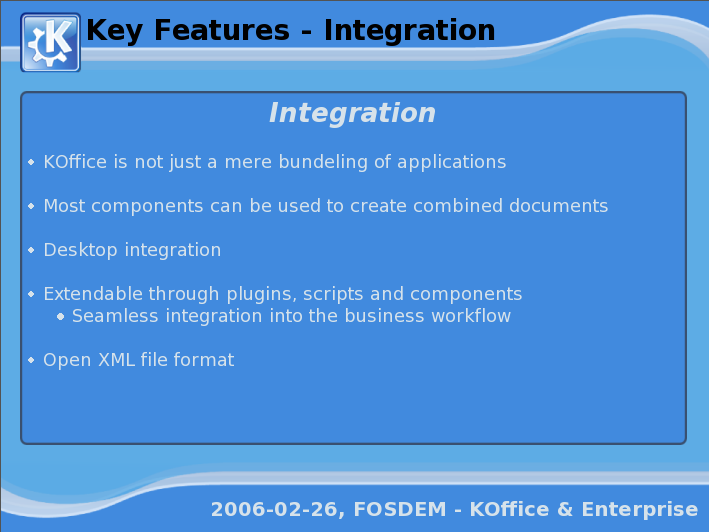 Key Features - Integration
Integration
• KOffice is not just a mere bundeling of applications
• Most components can be used to create combined documents
• Desktop integration
• Extendable through plugins, scripts and components
• Seamless integration into the business workflow
• Open XML file format
2006-02-26, FOSDEM - KOffice & Enterprise